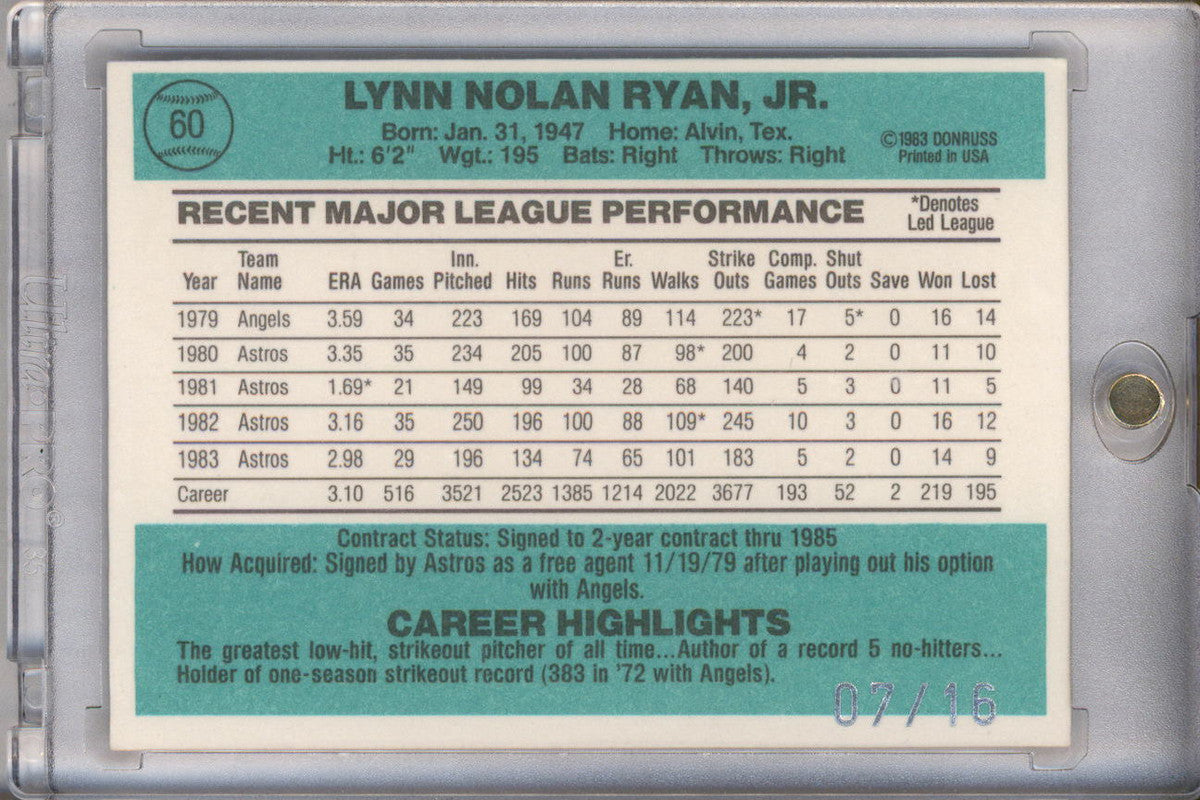 60
LYNN NOLAN RYAN, JR.
Born: Jan. 31, 1947 Home: Alvin, Tex.
Ht.: 6'2" Wgt.: 195 Bats: Right Throws: Right
©1983 DONRUSS
Printed in USA
RECENT MAJOR LEAGUE PERFORMANCE
*Denotes
Led League
Year Team Name ERA Games Inn. Pitched Hits Runs Er. Runs Walks Strike Outs Comp. Games Shut Outs Save Won Lost
1979 Angels 3.59 34 223 169 104 89 114 223* 17 5* 0 16 14
1980 Astros 3.35 35 234 205 100 87 98* 200 4 2 0 11 10
1981 Astros 1.69* 21 149 99 34 28 68 140 5 3 0 11 5
1982 Astros 3.16 35 250 196 100 88 109* 245 10 3 0 16 12
1983 Astros 2.98 29 196 134 74 65 101 183 5 2 0 14 9
Career 3.10 516 3521 2523 1385 1214 2022 3677 193 52 2 219 195
Contract Status: Signed to 2-year contract thru 1985
How Acquired: Signed by Astros as a free agent 11/19/79 after playing out his option
with Angels.
CAREER HIGHLIGHTS
The greatest low-hit, strikeout pitcher of all time...Author of a record 5 no-hitters...
Holder of one-season strikeout record (383 in '72 with Angels).
07/16
Ultra PRO®